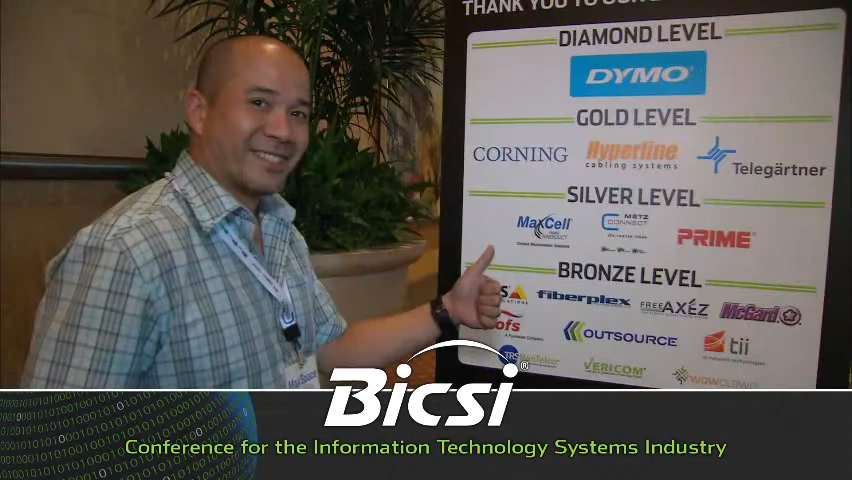 THANK YOU TO OUR
DIAMOND LEVEL
DYMO®
GOLD LEVEL
CORNING
Hyperline
cabling systems
Telegärtner
SILVER LEVEL
MaxCell
METZ
CONNECT
PRIME
BRONZE LEVEL
fiberplex
FREEAXEZ
McGard
ofs
OUTSOURCE
tii
VERICOM
Bicsi®
Conference for the Information Technology Systems Industry